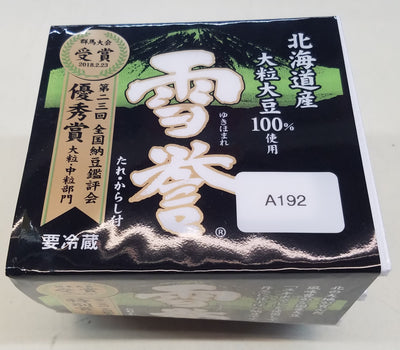 北海道産
大粒大豆
100%
使用
雪誉
ゆきほまれ
®
たれ・からし付
群馬大会
受賞
2018.2.23
第二三回 全国納豆鑑評会
優秀賞
大粒・中粒部門
要冷蔵
A192